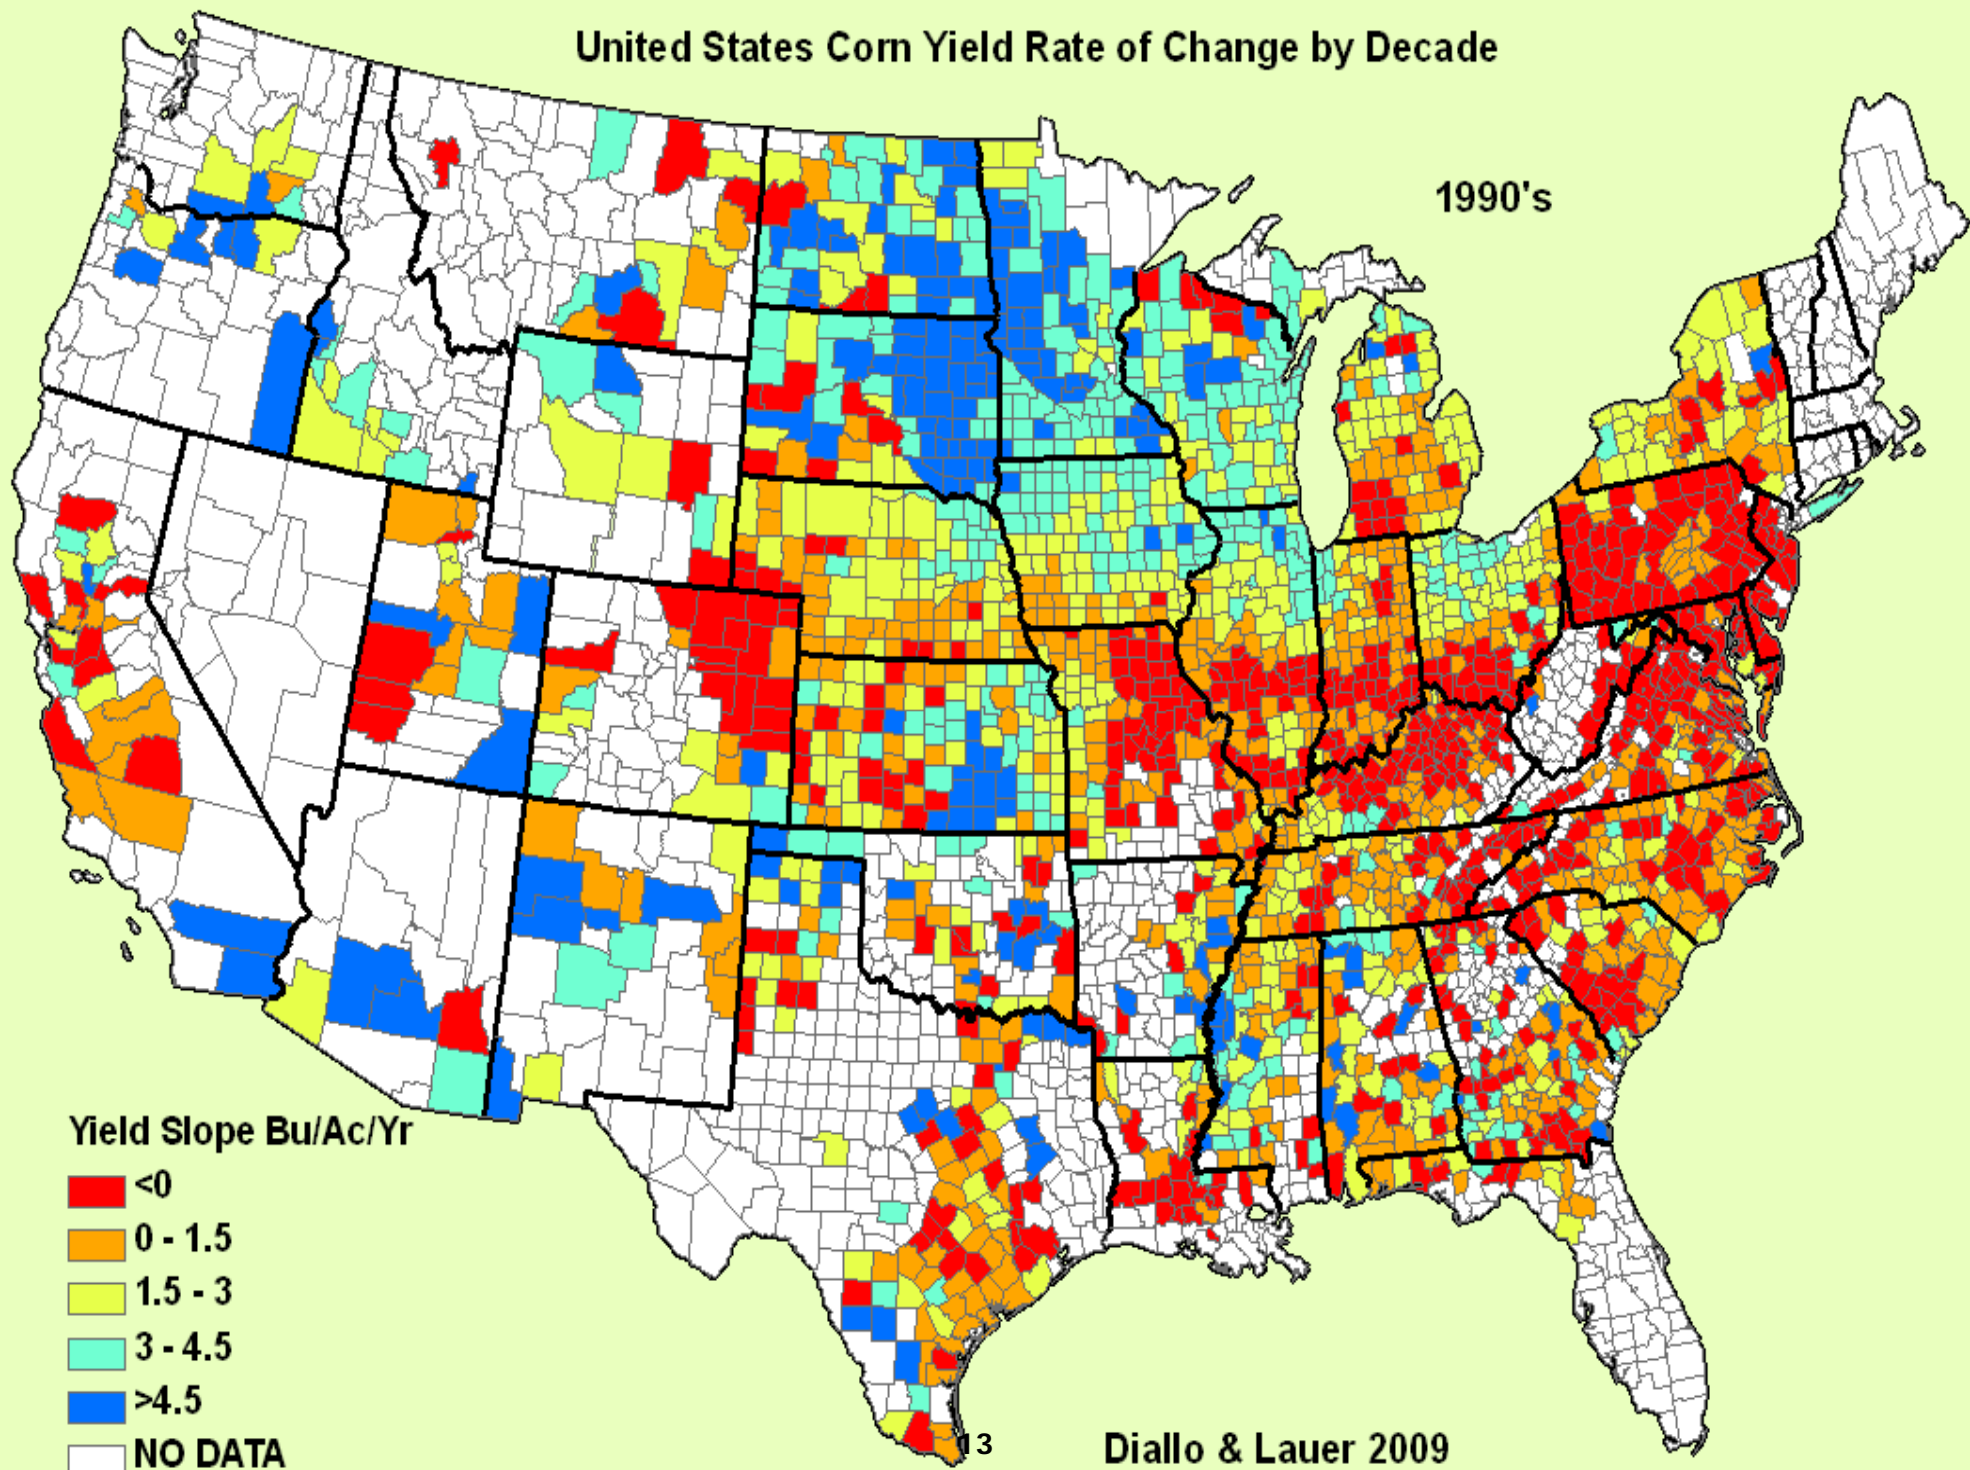 United States Corn Yield Rate of Change by Decade
1990's
Yield Slope Bu/Ac/Yr
<0
0 - 1.5
1.5 - 3
3 - 4.5
>4.5
NO DATA
13
Diallo & Lauer 2009